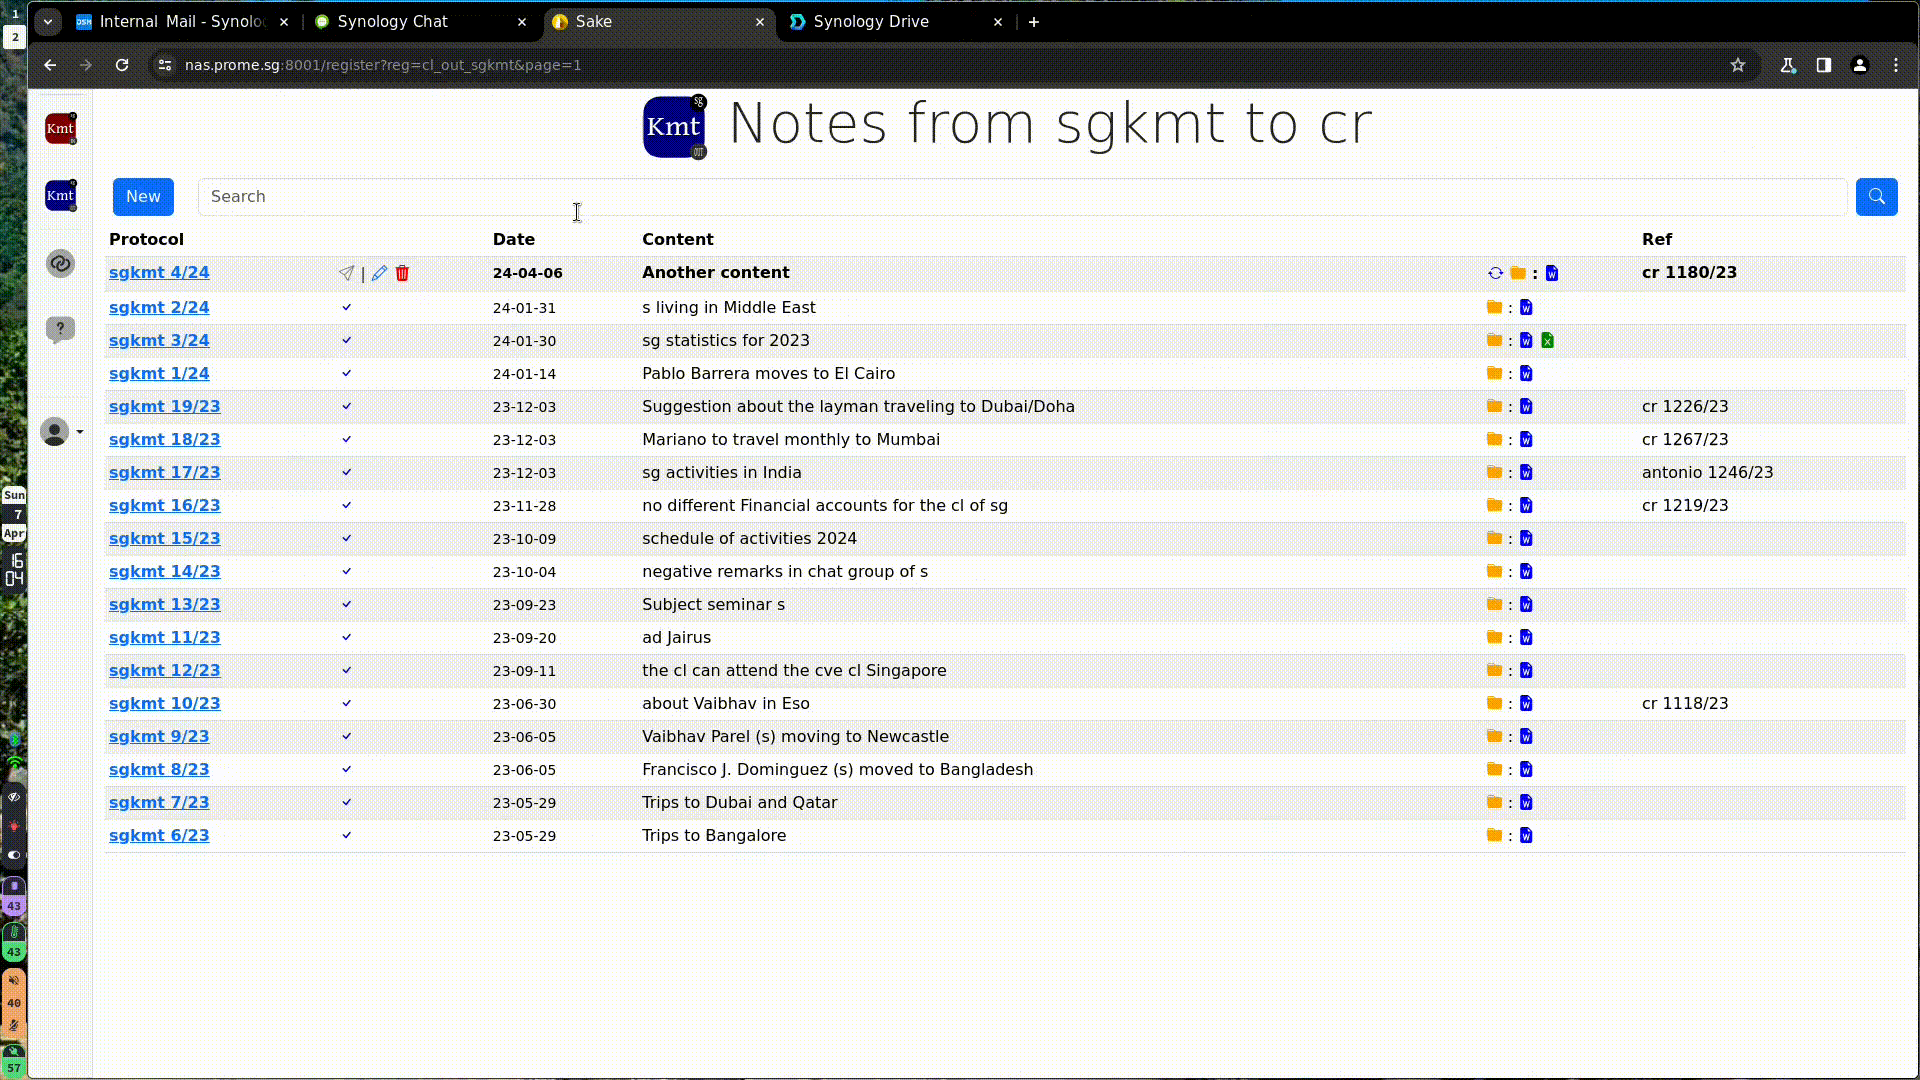 1
2
Internal Mail - Synolo
Synology Chat
Sake
Synology Drive
nas.prome.sg:8001/register?reg=cl_out_sgkmt&page=1
Kmt
Kmt
Kmt sg OUT
Notes from sgkmt to cr
New
Search
Protocol Date Content Ref
sgkmt 4/24 | 24-04-06 Another content : W cr 1180/23
sgkmt 2/24 24-01-31 s living in Middle East : W
sgkmt 3/24 24-01-30 sg statistics for 2023 : W X
sgkmt 1/24 24-01-14 Pablo Barrera moves to El Cairo : W
sgkmt 19/23 23-12-03 Suggestion about the layman traveling to Dubai/Doha : W cr 1226/23
sgkmt 18/23 23-12-03 Mariano to travel monthly to Mumbai : W cr 1267/23
sgkmt 17/23 23-12-03 sg activities in India : W antonio 1246/23
sgkmt 16/23 23-11-28 no different Financial accounts for the cl of sg : W cr 1219/23
sgkmt 15/23 23-10-09 schedule of activities 2024 : W
sgkmt 14/23 23-10-04 negative remarks in chat group of s : W
sgkmt 13/23 23-09-23 Subject seminar s : W
sgkmt 11/23 23-09-20 ad Jairus : W
sgkmt 12/23 23-09-11 the cl can attend the cve cl Singapore : W
sgkmt 10/23 23-06-30 about Vaibhav in Eso : W cr 1118/23
sgkmt 9/23 23-06-05 Vaibhav Parel (s) moving to Newcastle : W
sgkmt 8/23 23-06-05 Francisco J. Dominguez (s) moved to Bangladesh : W
sgkmt 7/23 23-05-29 Trips to Dubai and Qatar : W
sgkmt 6/23 23-05-29 Trips to Bangalore : W
Sun
7
Apr
16
04
43
43
40
57